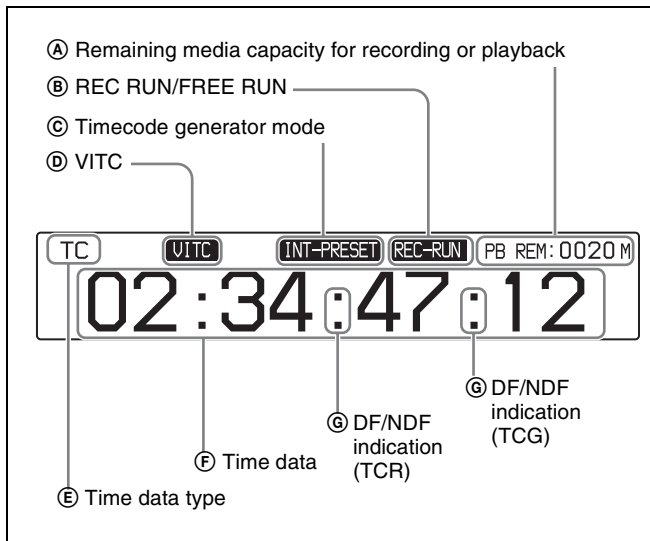 Ⓐ Remaining media capacity for recording or playback
Ⓑ REC RUN/FREE RUN
Ⓒ Timecode generator mode
Ⓓ VITC
TC VITC INT-PRESET REC-RUN PB REM:0020 M
02:34:47:12
Ⓖ DF/NDF
indication
(TCG)
Ⓖ DF/NDF
indication
(TCR)
Ⓕ Time data
Ⓔ Time data type